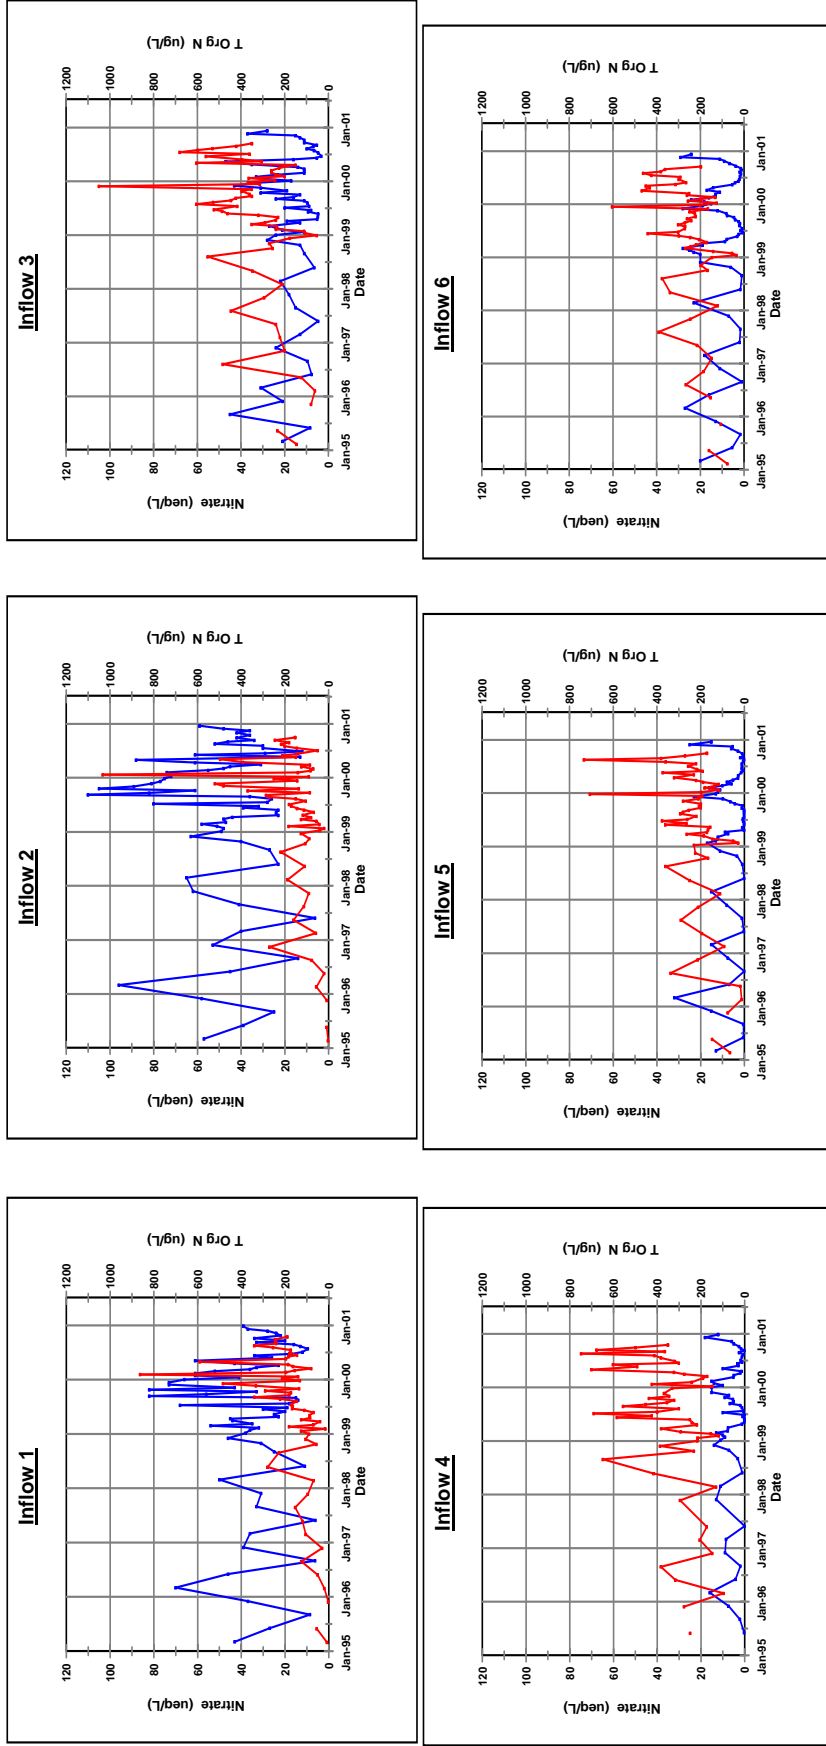 Inflow 1
Nitrate (ueq/L)
120
100
80
60
40
20
0
T Org N (ug/L)
1200
1000
800
600
400
200
0
Jan-95
Jan-96
Jan-97
Jan-98
Jan-99
Jan-00
Jan-01
Date
Inflow 2
Nitrate (ueq/L)
120
100
80
60
40
20
0
T Org N (ug/L)
1200
1000
800
600
400
200
0
Jan-95
Jan-96
Jan-97
Jan-98
Jan-99
Jan-00
Jan-01
Date
Inflow 3
Nitrate (ueq/L)
120
100
80
60
40
20
0
T Org N (ug/L)
1200
1000
800
600
400
200
0
Jan-95
Jan-96
Jan-97
Jan-98
Jan-99
Jan-00
Jan-01
Date
Inflow 4
Nitrate (ueq/L)
120
100
80
60
40
20
0
T Org N (ug/L)
1200
1000
800
600
400
200
0
Jan-95
Jan-96
Jan-97
Jan-98
Jan-99
Jan-00
Jan-01
Date
Inflow 5
Nitrate (ueq/L)
120
100
80
60
40
20
0
T Org N (ug/L)
1200
1000
800
600
400
200
0
Jan-95
Jan-96
Jan-97
Jan-98
Jan-99
Jan-00
Jan-01
Date
Inflow 6
Nitrate (ueq/L)
120
100
80
60
40
20
0
T Org N (ug/L)
1200
1000
800
600
400
200
0
Jan-95
Jan-96
Jan-97
Jan-98
Jan-99
Jan-00
Jan-01
Date